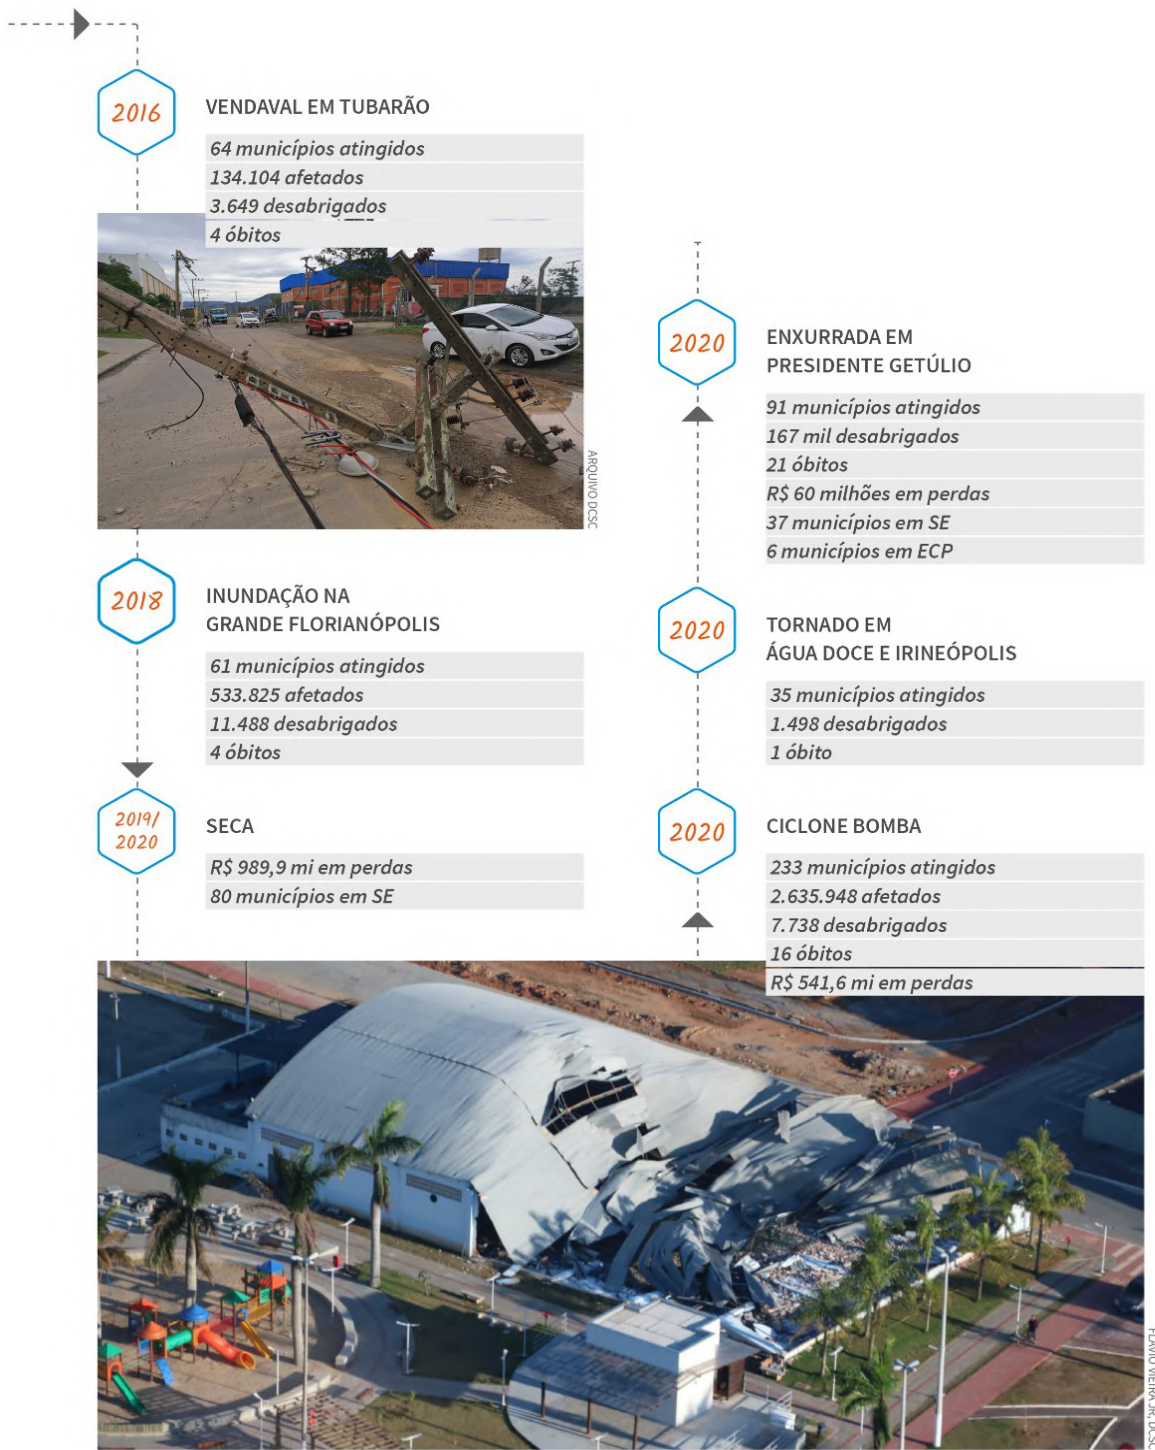 2016
VENDAVAL EM TUBARÃO
64 municípios atingidos
134.104 afetados
3.649 desabrigados
4 óbitos
ARQUIVO DCSC
2018
INUNDAÇÃO NA
GRANDE FLORIANÓPOLIS
61 municípios atingidos
533.825 afetados
11.488 desabrigados
4 óbitos
2019/
2020
SECA
R$ 989,9 mi em perdas
80 municípios em SE
2020
CICLONE BOMBA
233 municípios atingidos
2.635.948 afetados
7.738 desabrigados
16 óbitos
R$ 541,6 mi em perdas
2020
TORNADO EM
ÁGUA DOCE E IRINEÓPOLIS
35 municípios atingidos
1.498 desabrigados
1 óbito
2020
ENXURRADA EM
PRESIDENTE GETÚLIO
91 municípios atingidos
167 mil desabrigados
21 óbitos
R$ 60 milhões em perdas
37 municípios em SE
6 municípios em ECP
FLÁVIO VIEIRA JR, DCSC